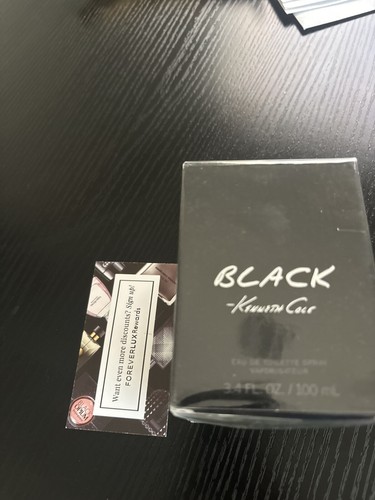 BLACK
-KENNETH COLE
EAU DE TOILETTE SPRAY
VAPORISATEUR
3.4 FL. OZ. / 100 mL
Want even more discounts? Sign up!
FOREVERLUXRewards